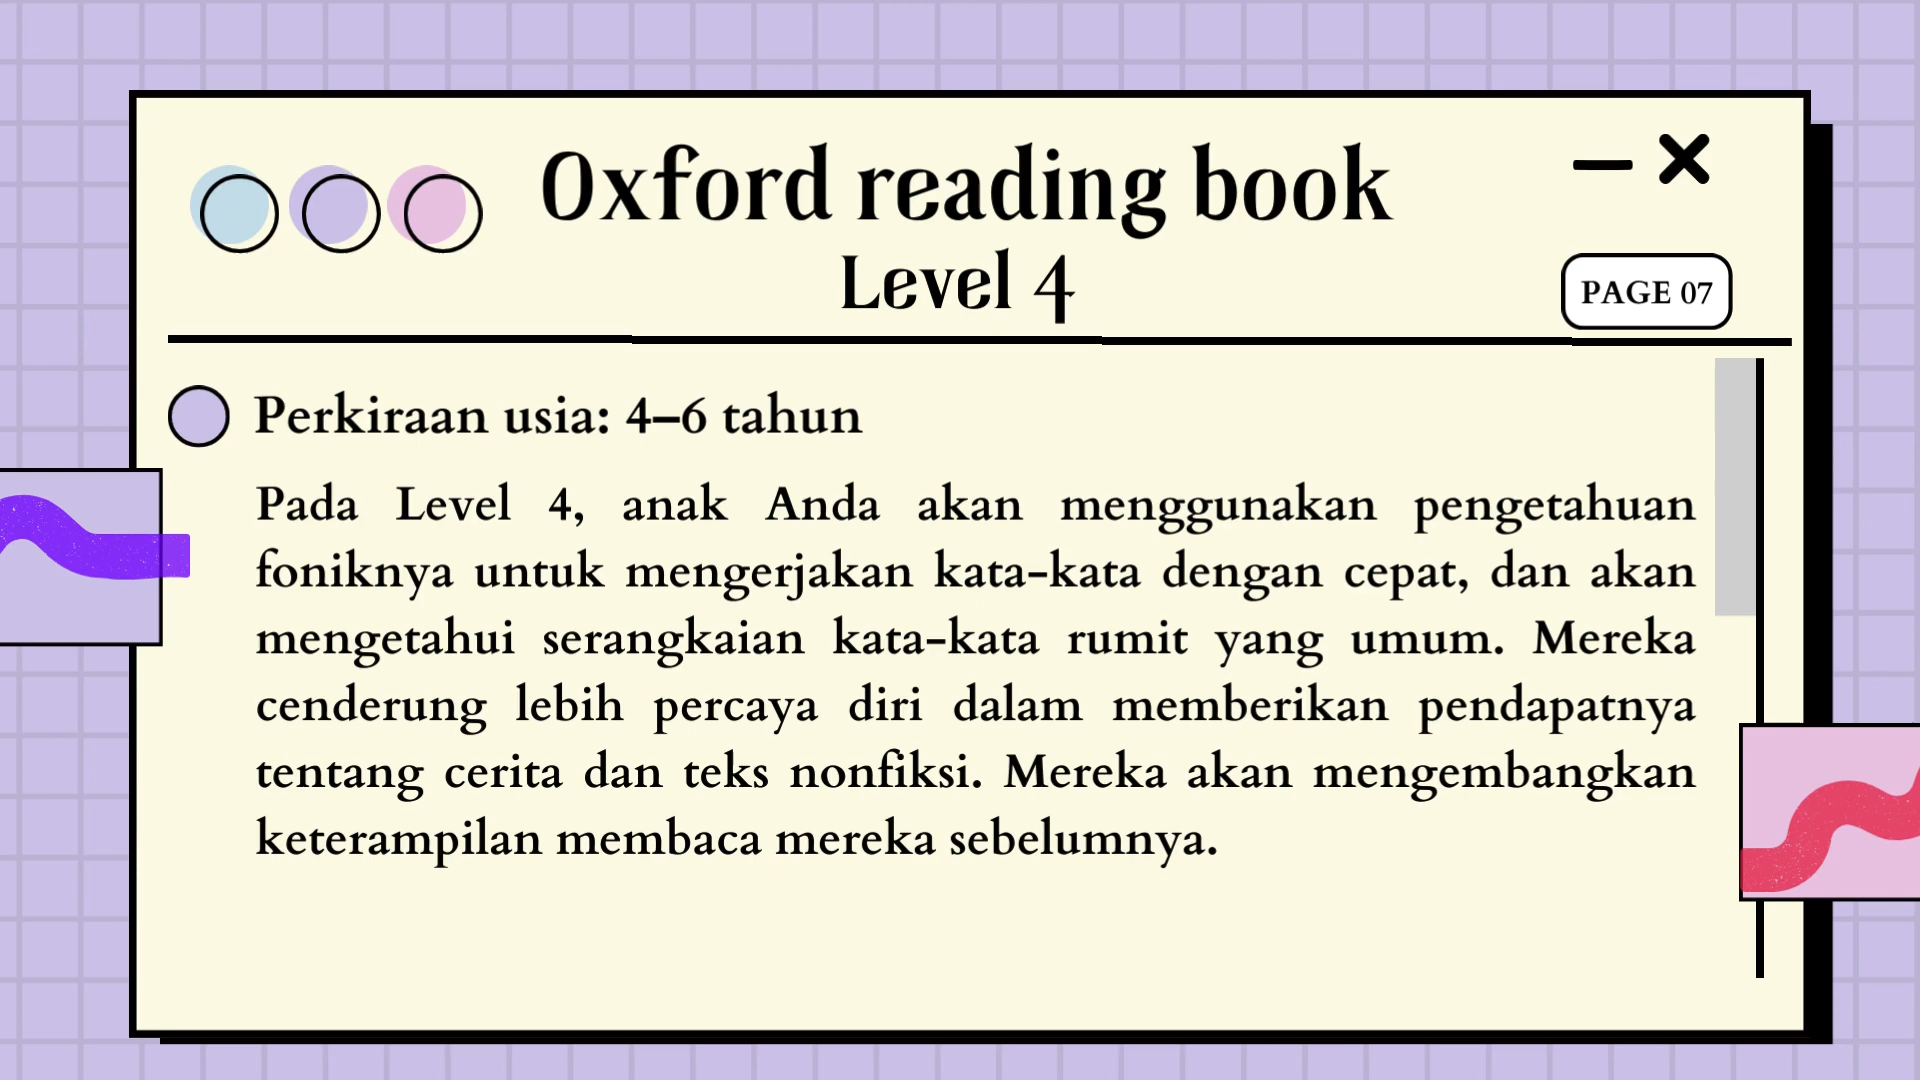 Oxford reading book
Level 4
PAGE 07
Perkiraan usia: 4–6 tahun
Pada Level 4, anak Anda akan menggunakan pengetahuan
foniknya untuk mengerjakan kata-kata dengan cepat, dan akan
mengetahui serangkaian kata-kata rumit yang umum. Mereka
cenderung lebih percaya diri dalam memberikan pendapatnya
tentang cerita dan teks nonfiksi. Mereka akan mengembangkan
keterampilan membaca mereka sebelumnya.